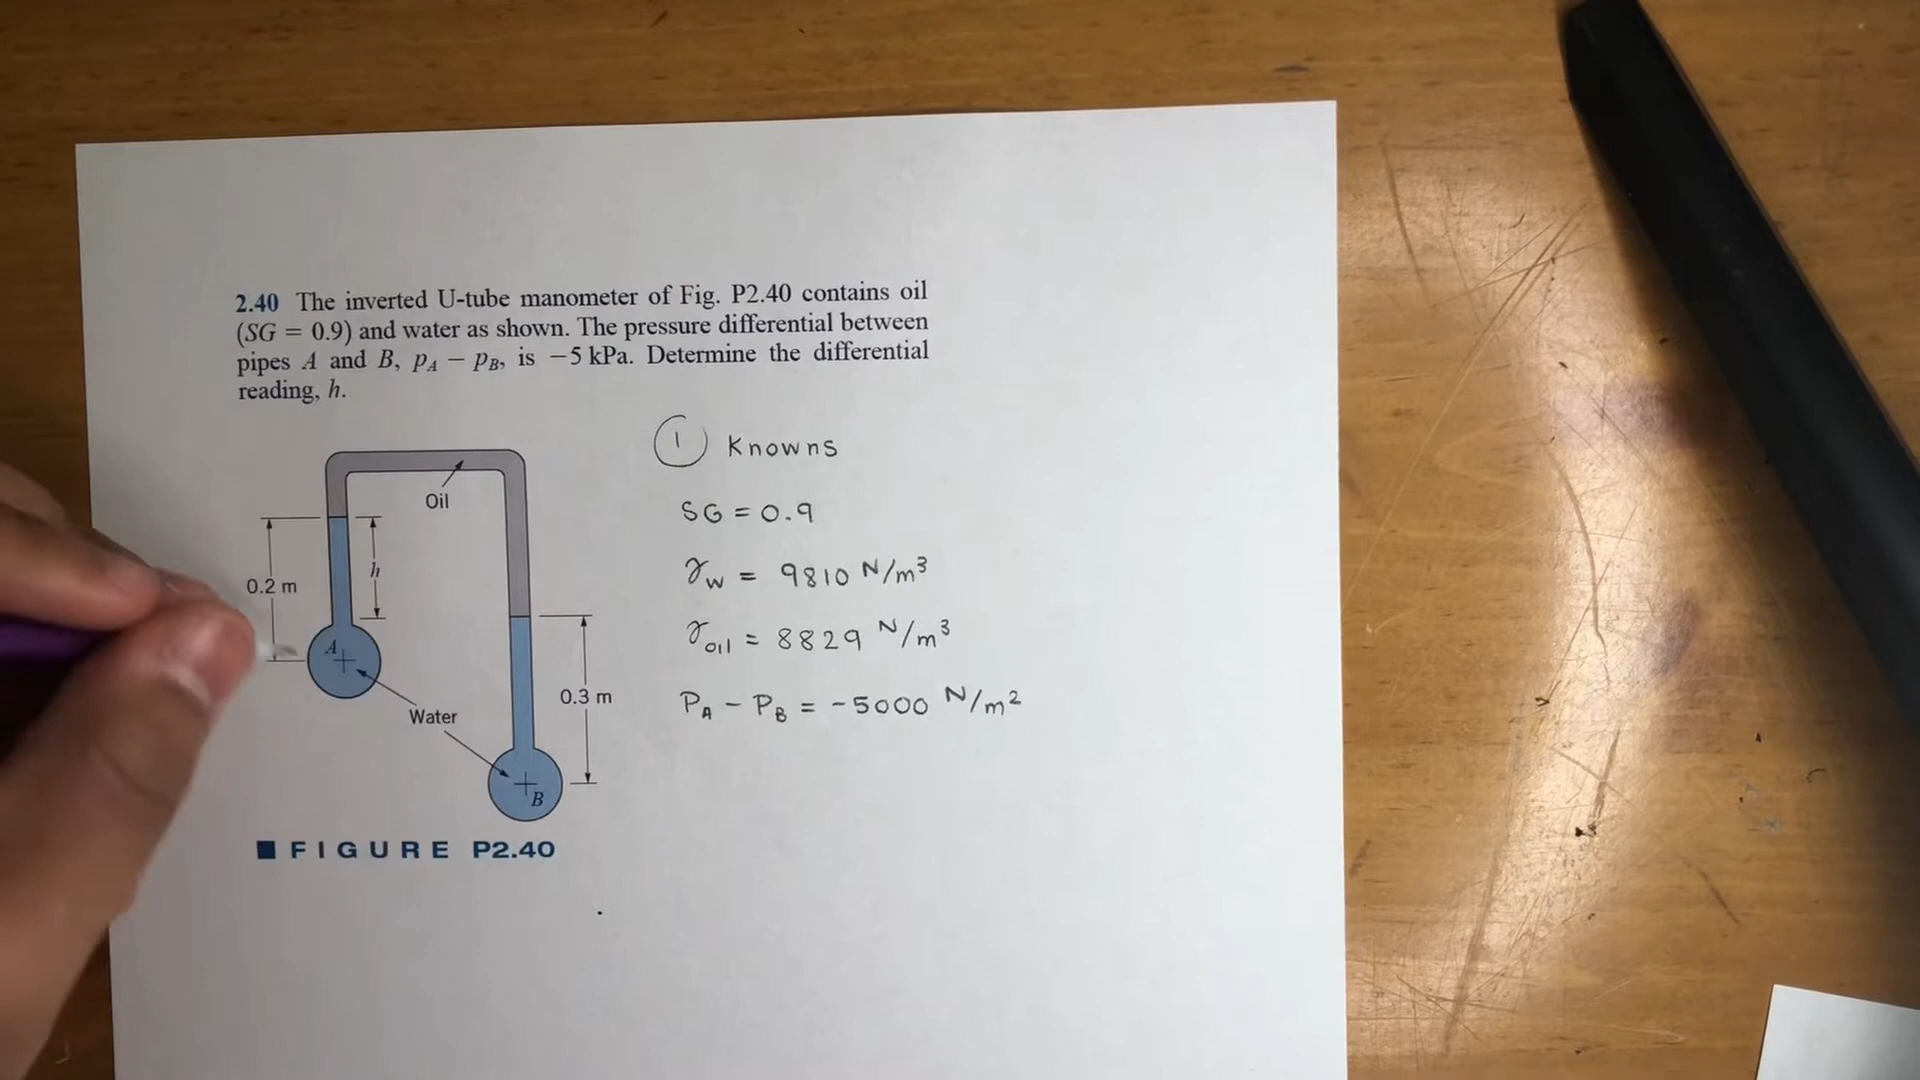 2.40 The inverted U-tube manometer of Fig. P2.40 contains oil
(SG = 0.9) and water as shown. The pressure differential between
pipes A and B, pA − pB, is −5 kPa. Determine the differential
reading, h.
1 Knowns
SG = 0.9
γw = 9810 N/m³
γoil = 8829 N/m³
PA - PB = -5000 N/m²
Oil
h
0.2 m
A
0.3 m
Water
B
FIGURE P2.40